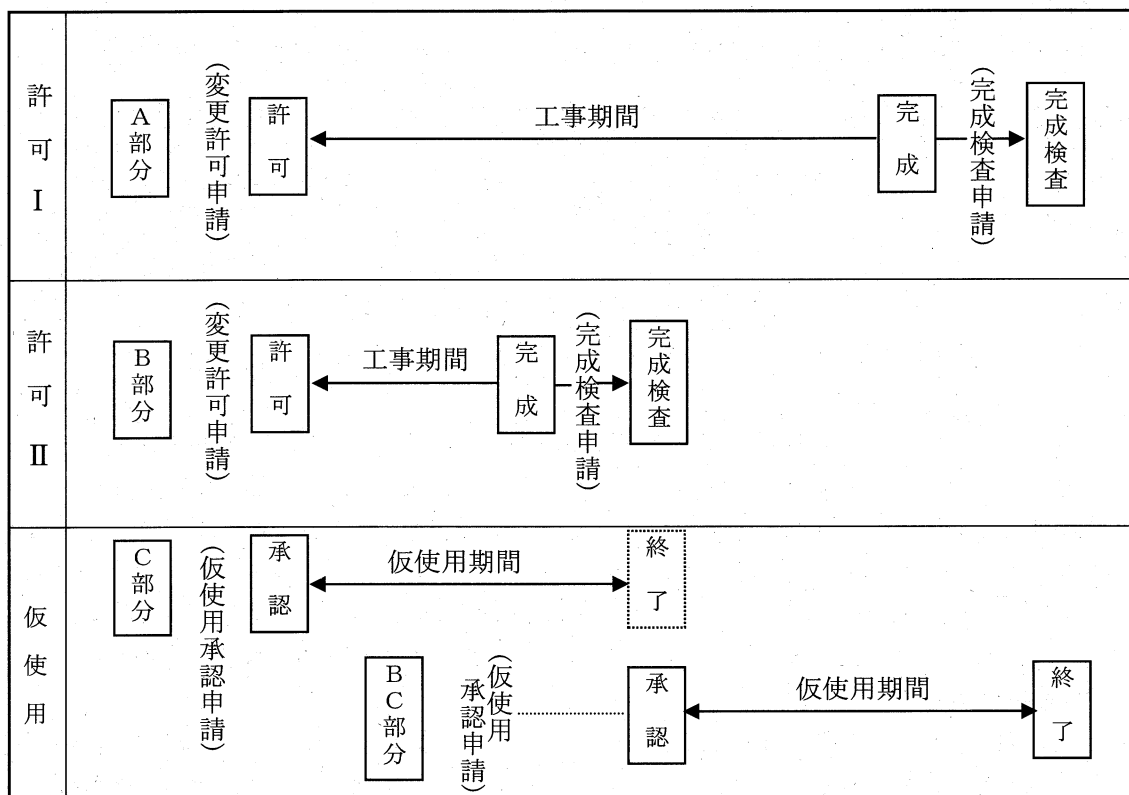 許可Ⅰ
A部分
（変更許可申請）
許可
工事期間
完成
（完成検査申請）
完成検査
許可Ⅱ
B部分
（変更許可申請）
許可
工事期間
完成
（完成検査申請）
完成検査
仮使用
C部分
（仮使用承認申請）
承認
仮使用期間
終了
BC部分
（仮使用
承認申請）
承認
仮使用期間
終了